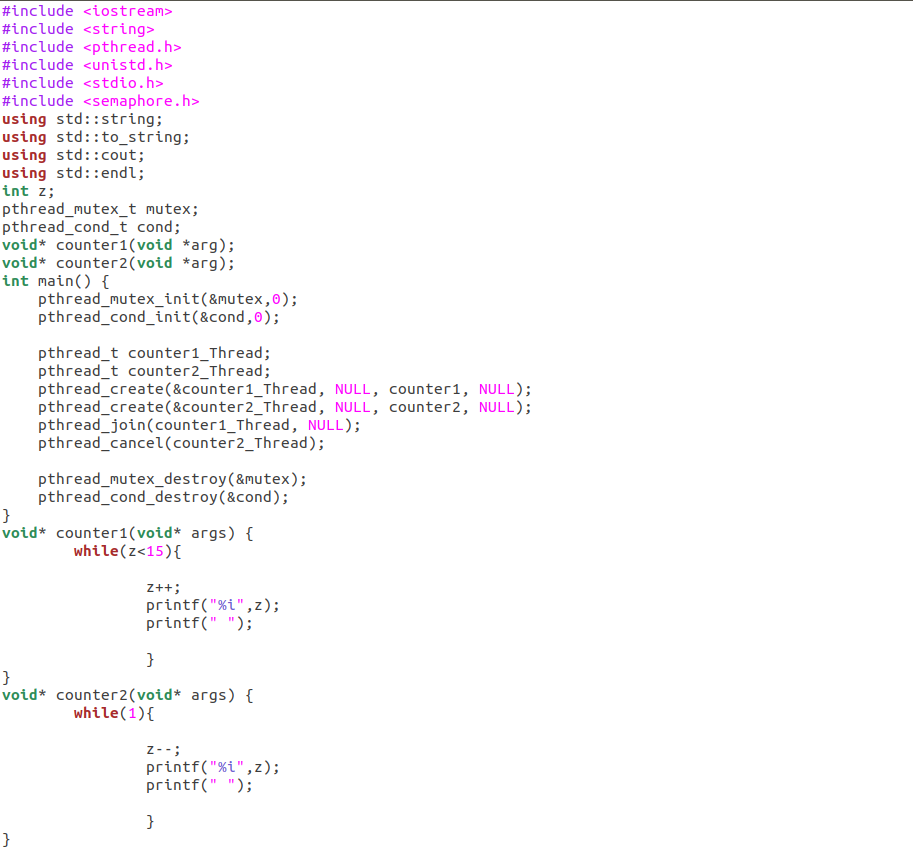 #include <iostream>
#include <string>
#include <pthread.h>
#include <unistd.h>
#include <stdio.h>
#include <semaphore.h>
using std::string;
using std::to_string;
using std::cout;
using std::endl;
int z;
pthread_mutex_t mutex;
pthread_cond_t cond;
void* counter1(void *arg);
void* counter2(void *arg);
int main() {
    pthread_mutex_init(&mutex,0);
    pthread_cond_init(&cond,0);

    pthread_t counter1_Thread;
    pthread_t counter2_Thread;
    pthread_create(&counter1_Thread, NULL, counter1, NULL);
    pthread_create(&counter2_Thread, NULL, counter2, NULL);
    pthread_join(counter1_Thread, NULL);
    pthread_cancel(counter2_Thread);

    pthread_mutex_destroy(&mutex);
    pthread_cond_destroy(&cond);
}
void* counter1(void* args) {
        while(z<15){

                z++;
                printf("%i",z);
                printf(" ");

                }
}
void* counter2(void* args) {
        while(1){

                z--;
                printf("%i",z);
                printf(" ");

                }
}